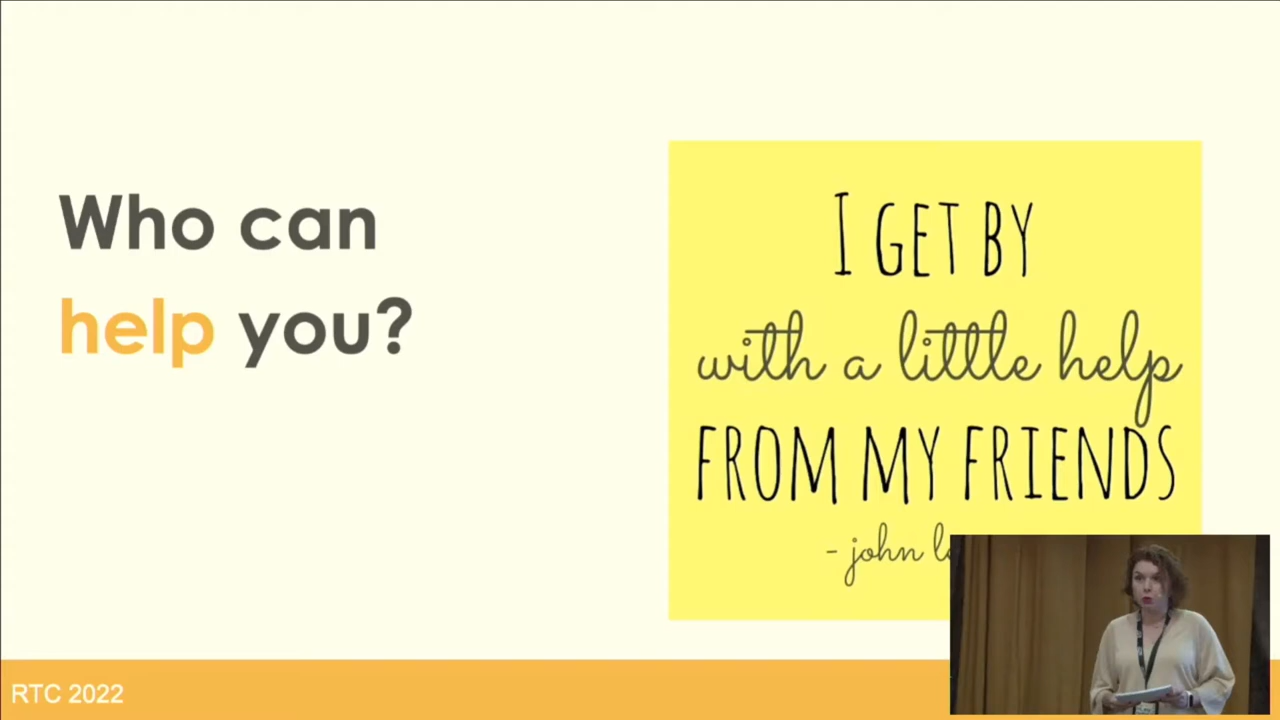 Who can
help you?
I GET BY
with a little help
FROM MY FRIENDS
- john
RTC 2022